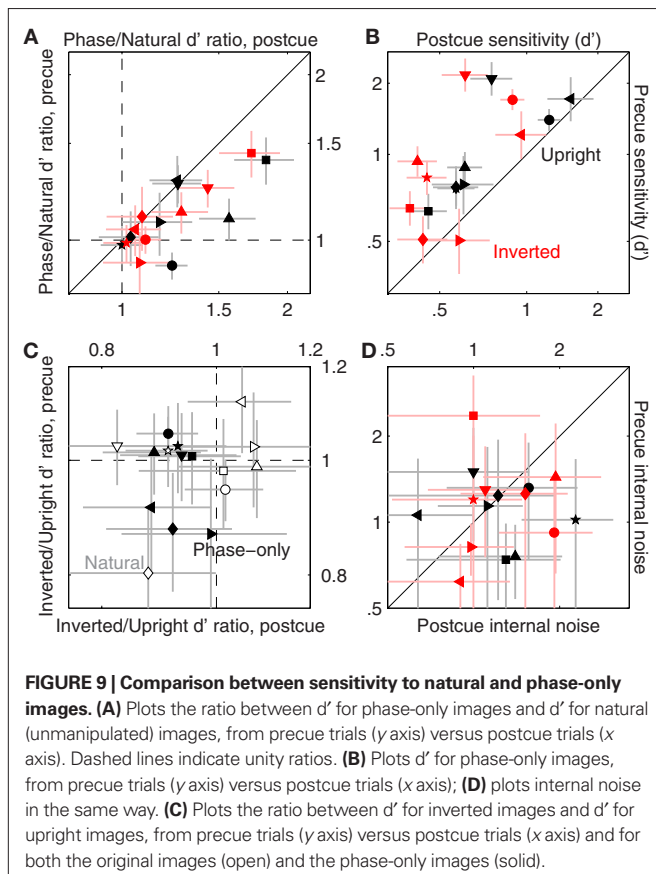 A
Phase/Natural d' ratio, postcue
Phase/Natural d' ratio, precue
2
1.5
1
1
1.5
2
B
Postcue sensitivity (d')
Precue sensitivity (d')
2
1
.5
Upright
Inverted
.5
1
2
C
0.8
1
1.2
1.2
1
0.8
Inverted/Upright d' ratio, precue
Natural
Phase-only
Inverted/Upright d' ratio, postcue
D
.5
1
2
2
1
.5
Precue internal noise
Postcue internal noise
FIGURE 9 | Comparison between sensitivity to natural and phase-only
images. (A) Plots the ratio between d′ for phase-only images and d′ for natural
(unmanipulated) images, from precue trials (y axis) versus postcue trials (x
axis). Dashed lines indicate unity ratios. (B) Plots d′ for phase-only images,
from precue trials (y axis) versus postcue trials (x axis); (D) plots internal noise
in the same way. (C) Plots the ratio between d′ for inverted images and d′ for
upright images, from precue trials (y axis) versus postcue trials (x axis) and for
both the original images (open) and the phase-only images (solid).